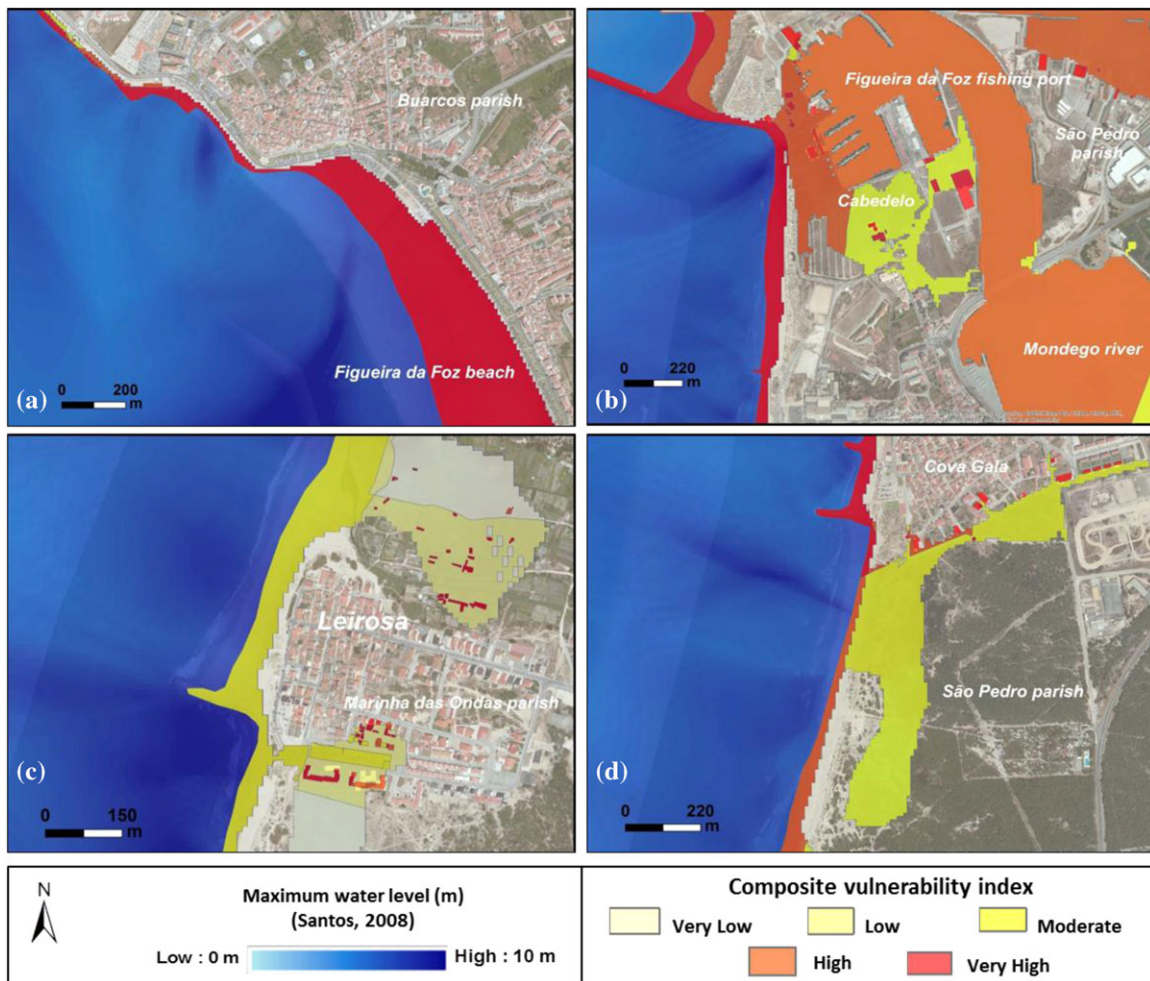 Buarcos parish
Figueira da Foz beach
(a)
0 200
m
Figueira da Foz fishing port
São Pedro
parish
Cabedelo
Mondego river
(b)
0 220
m
Leirosa
Marinha das Ondas parish
(c)
0 150
m
Cova Gala
São Pedro parish
(d)
0 220
m
N
Maximum water level (m)
(Santos, 2008)
Low : 0 m High : 10 m
Composite vulnerability index
Very Low Low Moderate
High Very High